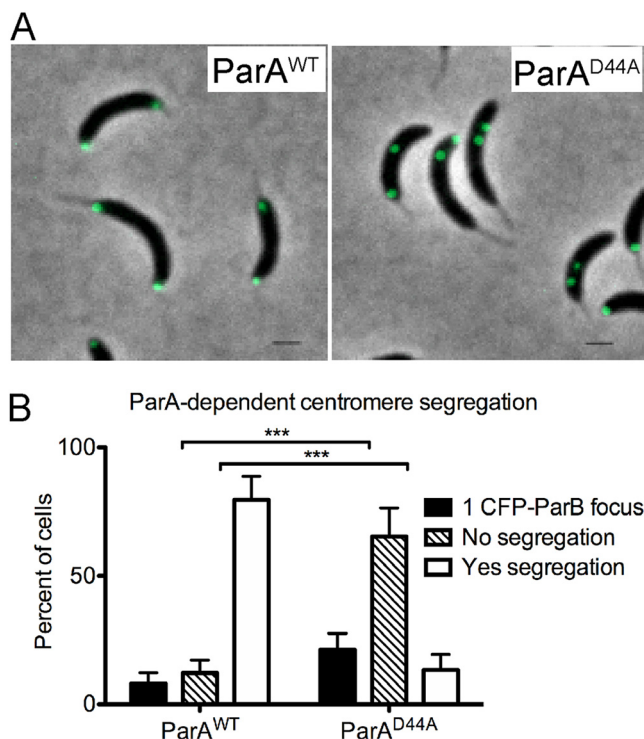 A
ParA^WT
ParA^D44A
B
ParA-dependent centromere segregation
***
***
100
50
0
Percent of cells
1 CFP-ParB focus
No segregation
Yes segregation
ParA^WT
ParA^D44A